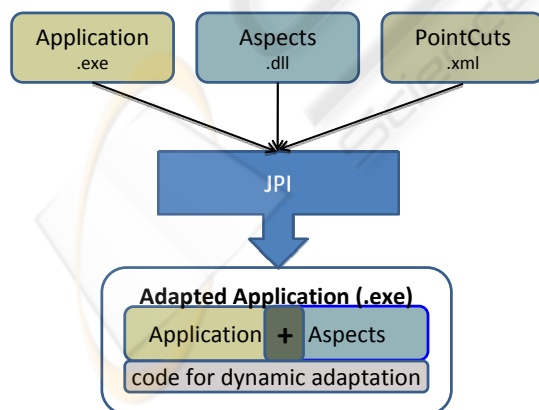 Application
.exe
Aspects
.dll
PointCuts
.xml
JPI
Adapted Application (.exe)
Application + Aspects
code for dynamic adaptation